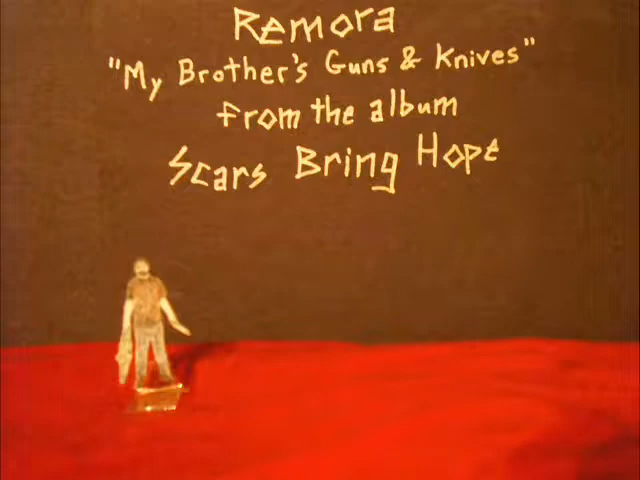 Remora
"My Brother's Guns & Knives"
from the album
Scars Bring Hope